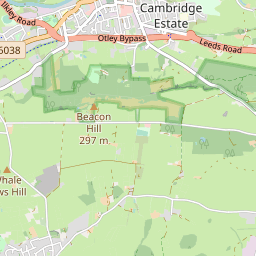 Ilkley Road
Cambridge
Estate
Otley Bypass
Leeds Road
6038
Beacon
Hill
297 m
Whale
ws Hill